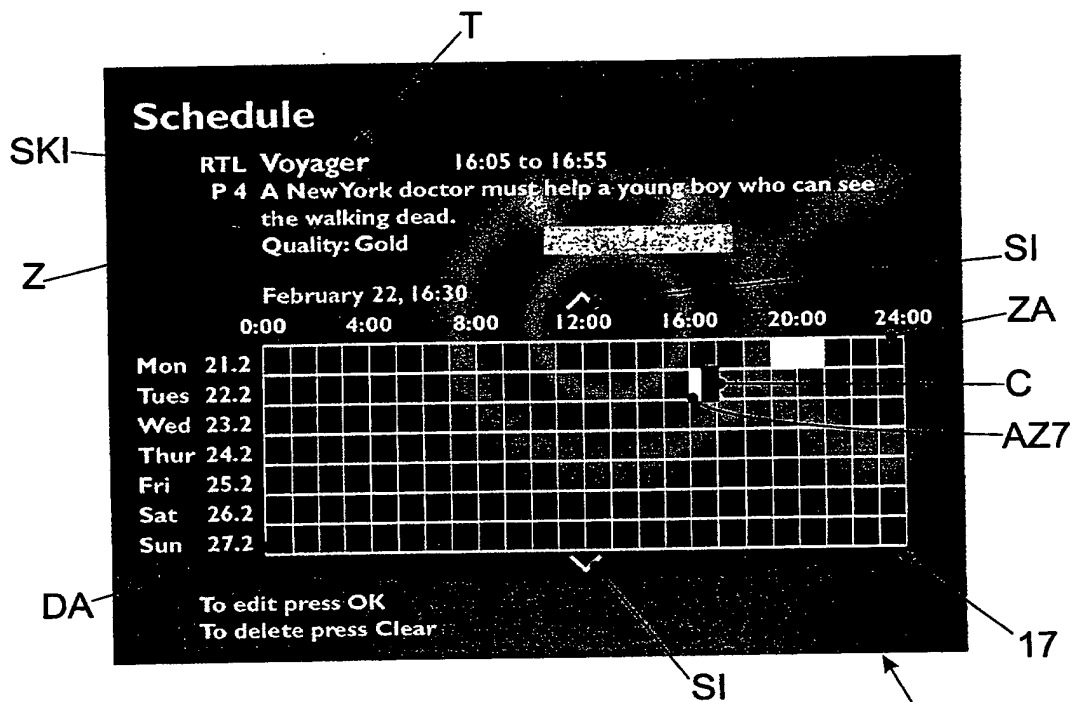 T
Schedule
SKI
RTL Voyager 16:05 to 16:55
P 4 A New York doctor must help a young boy who can see
the walking dead.
Quality: Gold
Z
SI
February 22, 16:30
ZA
0:00 4:00 8:00 12:00 16:00 20:00 24:00
Mon 21.2
Tues 22.2
C
Wed 23.2
AZ7
Thur 24.2
Fri 25.2
Sat 26.2
Sun 27.2
DA
To edit press OK
To delete press Clear
17
SI